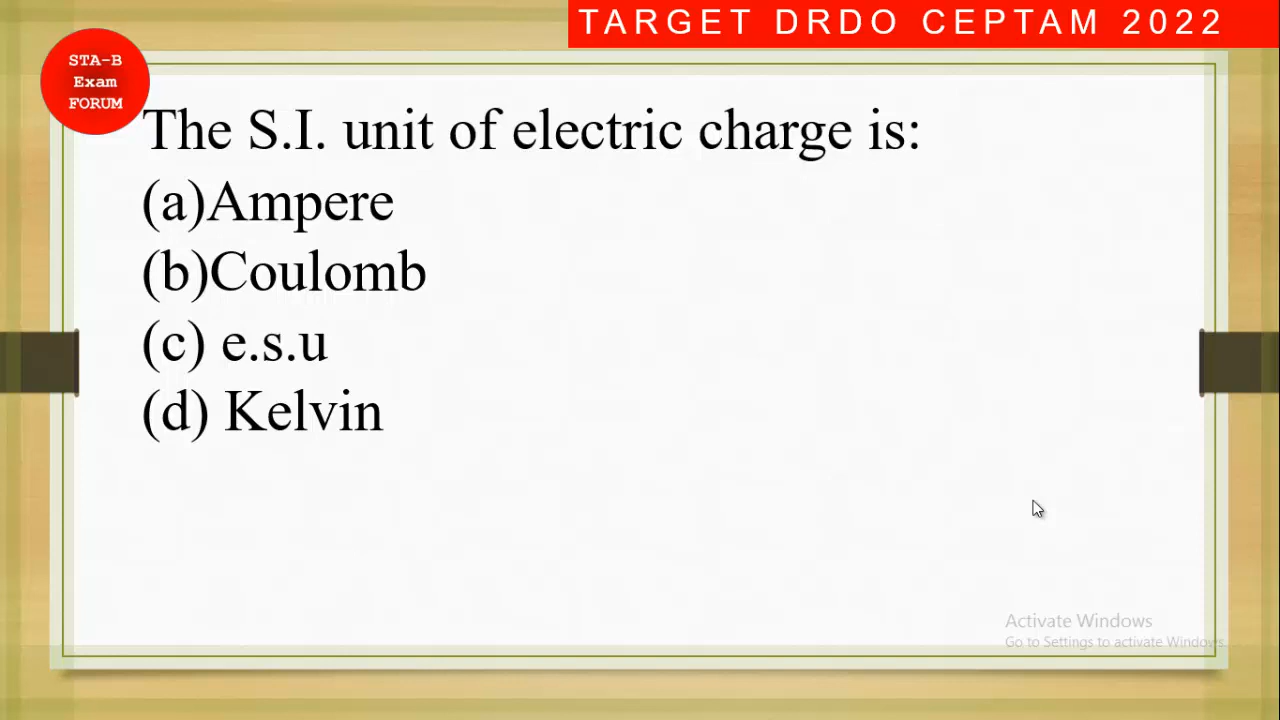 TARGET DRDO CEPTAM 2022
STA-B
Exam
FORUM
The S.I. unit of electric charge is:
(a)Ampere
(b)Coulomb
(c) e.s.u
(d) Kelvin
Activate Windows
Go to Settings to activate Windows.